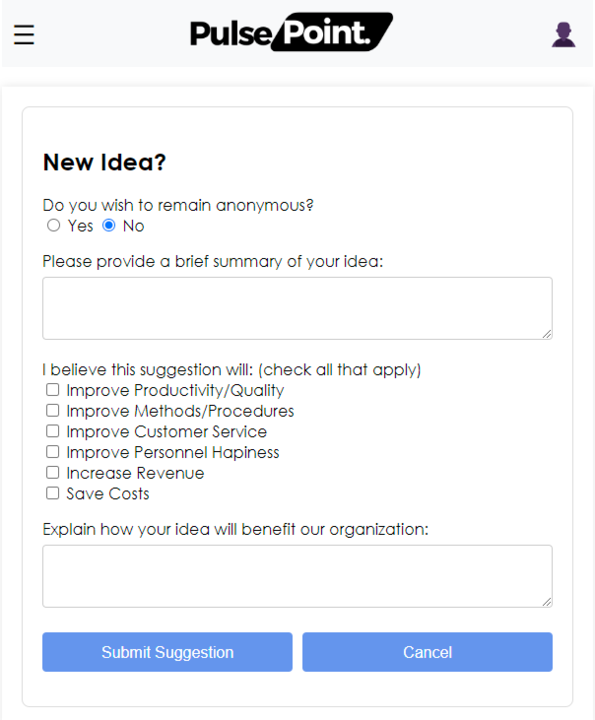 PulsePoint.
New Idea?
Do you wish to remain anonymous?
Yes No
Please provide a brief summary of your idea:
I believe this suggestion will: (check all that apply)
Improve Productivity/Quality
Improve Methods/Procedures
Improve Customer Service
Improve Personnel Hapiness
Increase Revenue
Save Costs
Explain how your idea will benefit our organization:
Submit Suggestion Cancel